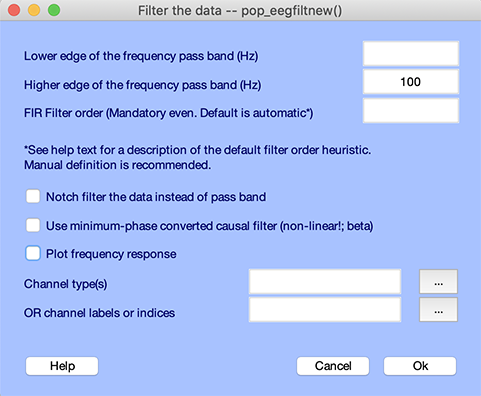 Filter the data -- pop_eegfiltnew()
Lower edge of the frequency pass band (Hz)
Higher edge of the frequency pass band (Hz) 100
FIR Filter order (Mandatory even. Default is automatic*)
*See help text for a description of the default filter order heuristic.
Manual definition is recommended.
Notch filter the data instead of pass band
Use minimum-phase converted causal filter (non-linear!; beta)
Plot frequency response
Channel type(s) ...
OR channel labels or indices ...
Help Cancel Ok